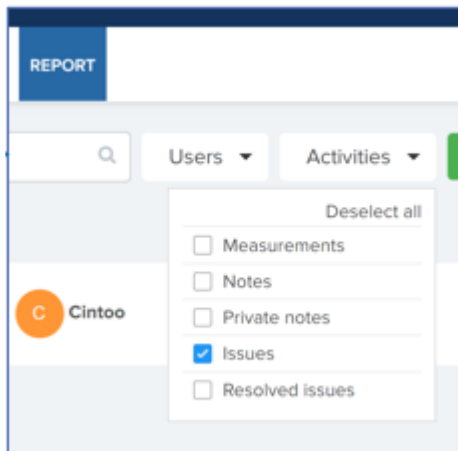 REPORT
Users
Activities
Deselect all
Measurements
Notes
Private notes
C Cintoo
Issues
Resolved issues